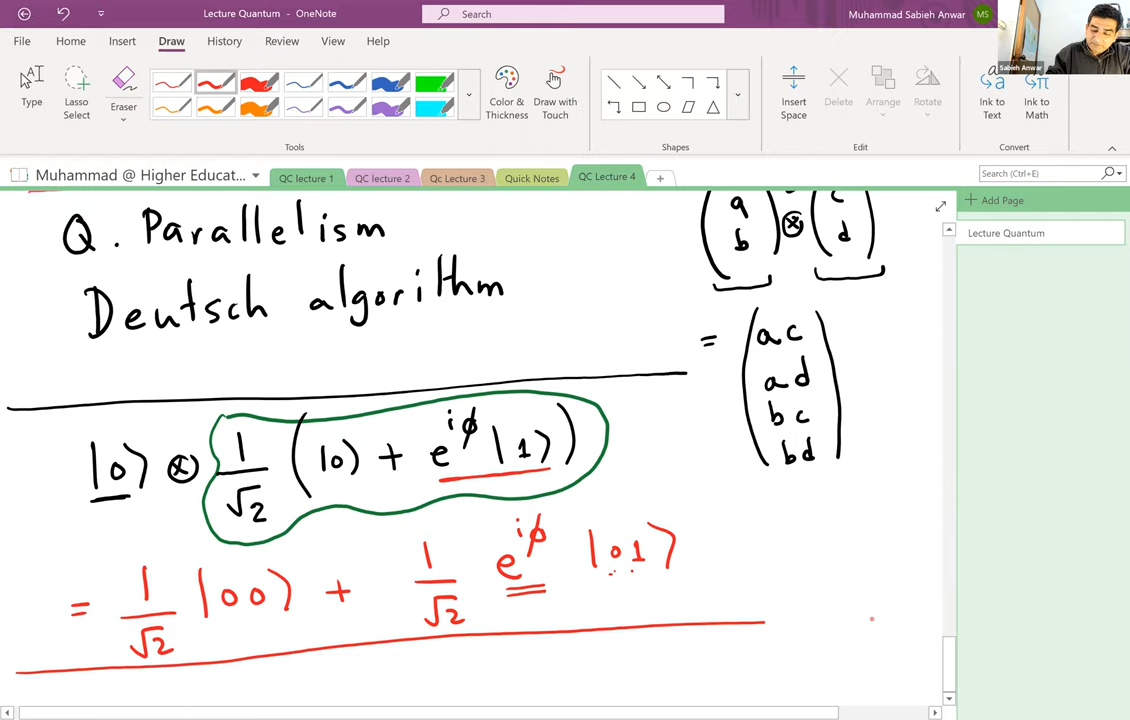 Lecture Quantum - OneNote
Search
Muhammad Sabieh Anwar MS
File Home Insert Draw History Review View Help
Sabieh Anwar
Type
Lasso Select
Eraser
Color & Thickness
Draw with Touch
Insert Space
Delete
Arrange
Rotate
Ink to Text
Ink to Math
Tools
Shapes
Edit
Convert
Muhammad @ Higher Educat...
QC lecture 1
QC lecture 2
Qc Lecture 3
Quick Notes
QC Lecture 4
Search (Ctrl+E)
Add Page
Lecture Quantum
Q. Parallelism
Deutsch algorithm
(a b) ⊗ (c d)
= (ac ad bc bd)
|0⟩ ⊗ 1/√2 (|0⟩ + e^{iϕ} |1⟩)
= 1/√2 |00⟩ + 1/√2 e^{iϕ} |01⟩